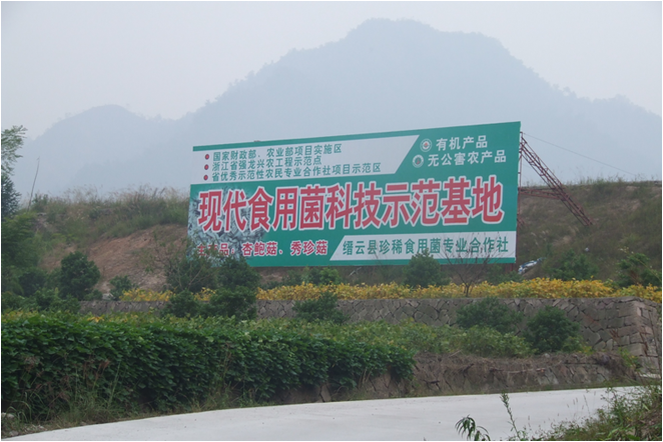 • 国家财政部、农业部项目实施区
• 浙江省强龙兴农工程示范点
• 省优秀示范性农民专业合作社项目示范区
有机产品
无公害农产品
现代食用菌科技示范基地
品：杏鲍菇、秀珍菇
缙云县珍稀食用菌专业合作社